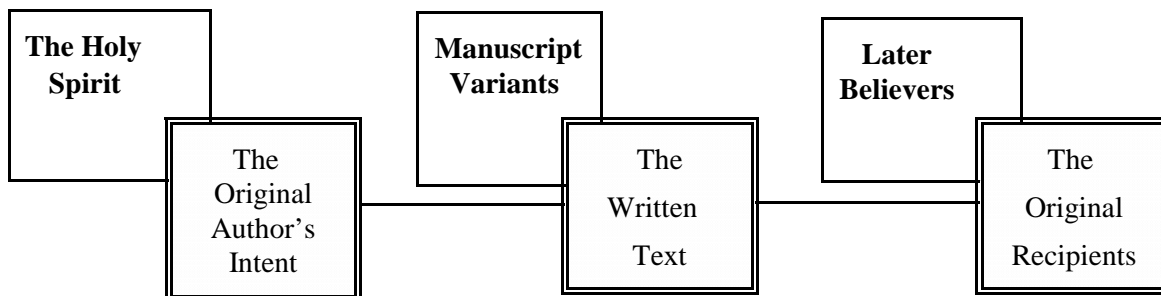 The Holy
Spirit
The
Original
Author’s
Intent
Manuscript
Variants
The
Written
Text
Later
Believers
The
Original
Recipients